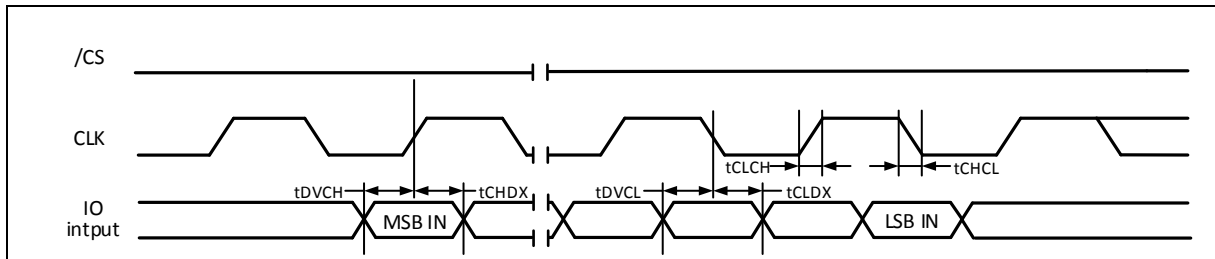 /CS
CLK
tCLCH
tCHCL
tDVCH
tCHDX
tDVCL
tCLDX
IO
intput
MSB IN
LSB IN